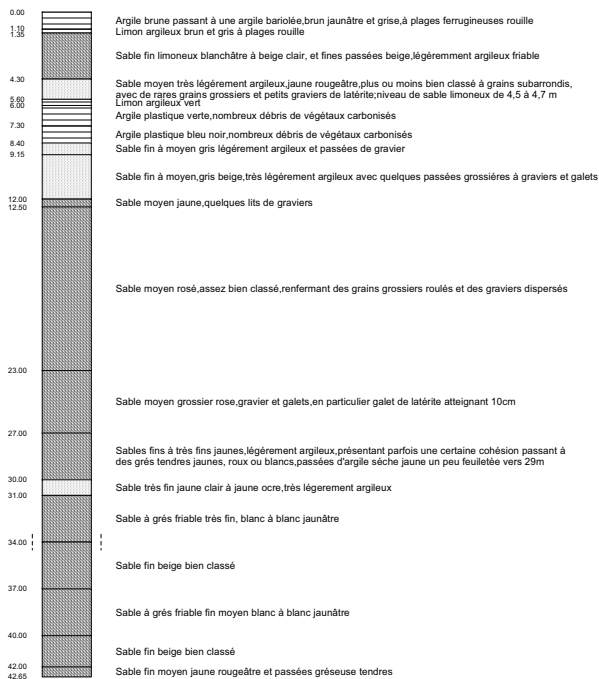 0.00
Argile brune passant à une argile bariolée,brun jaunâtre et grise,à plages ferrugineuses rouille
1.10
Limon argileux brun et gris à plages rouille
1.35
Sable fin limoneux blanchâtre à beige clair, et fines passées beige,légéremment argileux friable
4.30
Sable moyen très légérement argileux,jaune rougeâtre,plus ou moins bien classé à grains subarrondis,
avec de rares grains grossiers et petits graviers de latérite;niveau de sable limoneux de 4,5 à 4,7 m
5.60
Limon argileux vert
6.00
Argile plastique verte,nombreux débris de végétaux carbonisés
7.30
Argile plastique bleu noir,nombreux débris de végétaux carbonisés
8.40
Sable fin à moyen gris légérement argileux et passées de gravier
9.15
Sable fin à moyen,gris beige,très légérement argileux avec quelques passées grossiéres à graviers et galets
12.00
Sable moyen jaune,quelques lits de graviers
12.50
Sable moyen rosé,assez bien classé,renfermant des grains grossiers roulés et des graviers dispersés
23.00
Sable moyen grossier rose,gravier et galets,en particulier galet de latérite atteignant 10cm
27.00
Sables fins à très fins jaunes,légérement argileux,présentant parfois une certaine cohésion passant à
des grés tendres jaunes, roux ou blancs,passées d'argile séche jaune un peu feuiletée vers 29m
30.00
Sable très fin jaune clair à jaune ocre,très légerement argileux
31.00
Sable à grés friable très fin, blanc à blanc jaunâtre
34.00
Sable fin beige bien classé
37.00
Sable à grés friable fin moyen blanc à blanc jaunâtre
40.00
Sable fin beige bien classé
42.00
Sable fin moyen jaune rougeâtre et passées gréseuse tendres
42.65